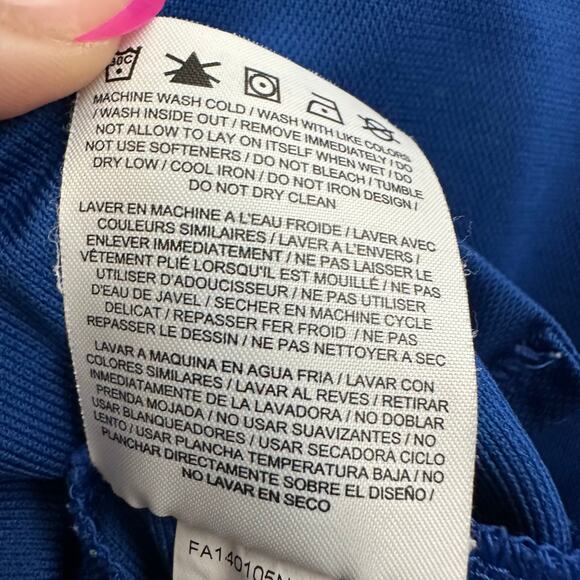 30C
MACHINE WASH COLD / WASH WITH LIKE COLORS
/ WASH INSIDE OUT / REMOVE IMMEDIATELY / DO
NOT ALLOW TO LAY ON ITSELF WHEN WET / DO
NOT USE SOFTENERS / DO NOT BLEACH / TUMBLE
DRY LOW / COOL IRON / DO NOT IRON DESIGN /
DO NOT DRY CLEAN
LAVER EN MACHINE A L'EAU FROIDE / LAVER AVEC
COULEURS SIMILAIRES / LAVER A L'ENVERS /
ENLEVER IMMEDIATEMENT / NE PAS LAISSER LE
VÊTEMENT PLIÉ LORSQU'IL EST MOUILLÉ / NE PAS
UTILISER D'ADOUCISSEUR / NE PAS UTILISER
D'EAU DE JAVEL / SECHER EN MACHINE CYCLE
DELICAT / REPASSER FER FROID / NE PAS
REPASSER LE DESSIN / NE PAS NETTOYER A SEC
LAVAR A MAQUINA EN AGUA FRIA / LAVAR CON
COLORES SIMILARES / LAVAR AL REVES / RETIRAR
INMEDIATAMENTE DE LA LAVADORA / NO DOBLAR
PRENDA MOJADA / NO USAR SUAVIZANTES / NO
USAR BLANQUEADORES / USAR SECADORA CICLO
LENTO / USAR PLANCHA TEMPERATURA BAJA / NO
PLANCHAR DIRECTAMENTE SOBRE EL DISEÑO /
NO LAVAR EN SECO
FA140105N